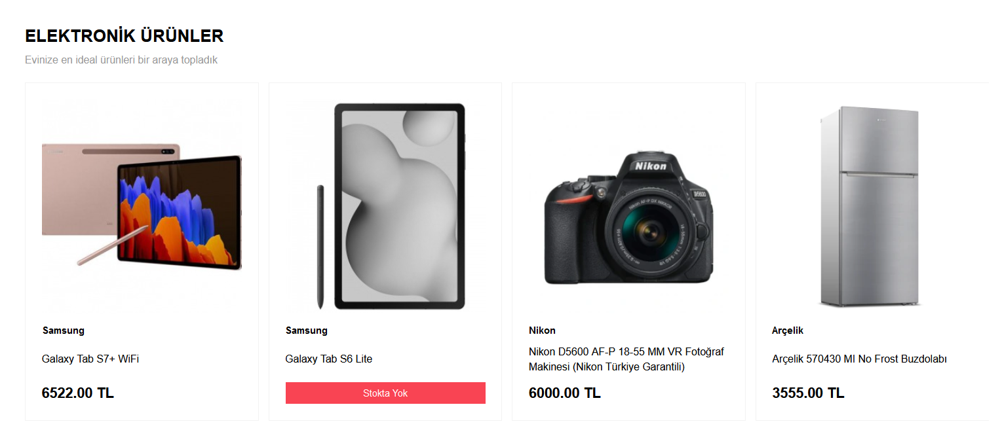 ELEKTRONİK ÜRÜNLER
Evinize en ideal ürünleri bir araya topladık
Nikon
D5600
Samsung
Galaxy Tab S7+ WiFi
6522.00 TL
Samsung
Galaxy Tab S6 Lite
Stokta Yok
Nikon
Nikon D5600 AF-P 18-55 MM VR Fotoğraf
Makinesi (Nikon Türkiye Garantili)
6000.00 TL
Arçelik
Arçelik 570430 MI No Frost Buzdolabı
3555.00 TL